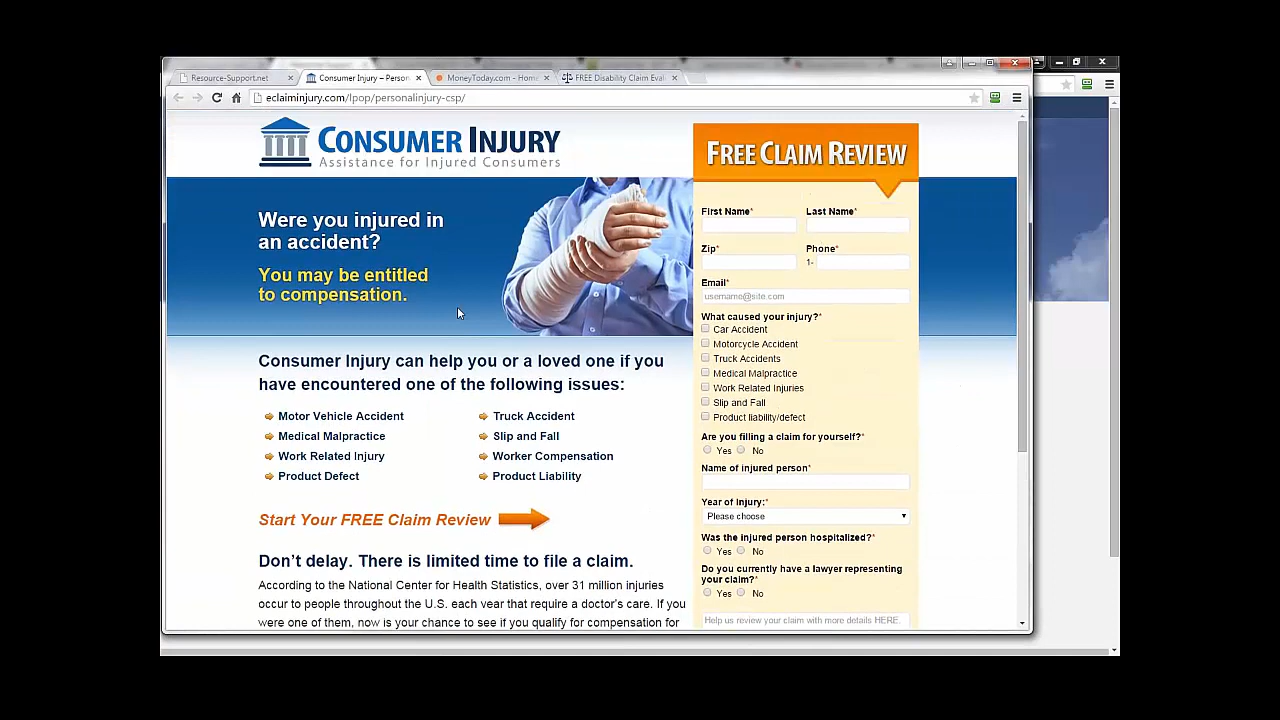 Resource-Support.net
Consumer Injury – Person
MoneyToday.com - Home
FREE Disability Claim Eval
eclaiminjury.com/lpop/personalinjury-csp/
CONSUMER INJURY
Assistance for Injured Consumers
Were you injured in
an accident?
You may be entitled
to compensation.
Consumer Injury can help you or a loved one if you
have encountered one of the following issues:
Motor Vehicle Accident
Truck Accident
Medical Malpractice
Slip and Fall
Work Related Injury
Worker Compensation
Product Defect
Product Liability
Start Your FREE Claim Review
Don’t delay. There is limited time to file a claim.
According to the National Center for Health Statistics, over 31 million injuries
occur to people throughout the U.S. each year that require a doctor’s care. If you
were one of them, now is your chance to see if you qualify for compensation for
FREE CLAIM REVIEW
First Name* Last Name*
Zip* Phone*
1-
Email*
username@site.com
What caused your injury?*
Car Accident
Motorcycle Accident
Truck Accidents
Medical Malpractice
Work Related Injuries
Slip and Fall
Product liability/defect
Are you filling a claim for yourself?*
Yes No
Name of injured person*
Year of Injury:*
Please choose
Was the injured person hospitalized?*
Yes No
Do you currently have a lawyer representing
your claim?*
Yes No
Help us review your claim with more details HERE.